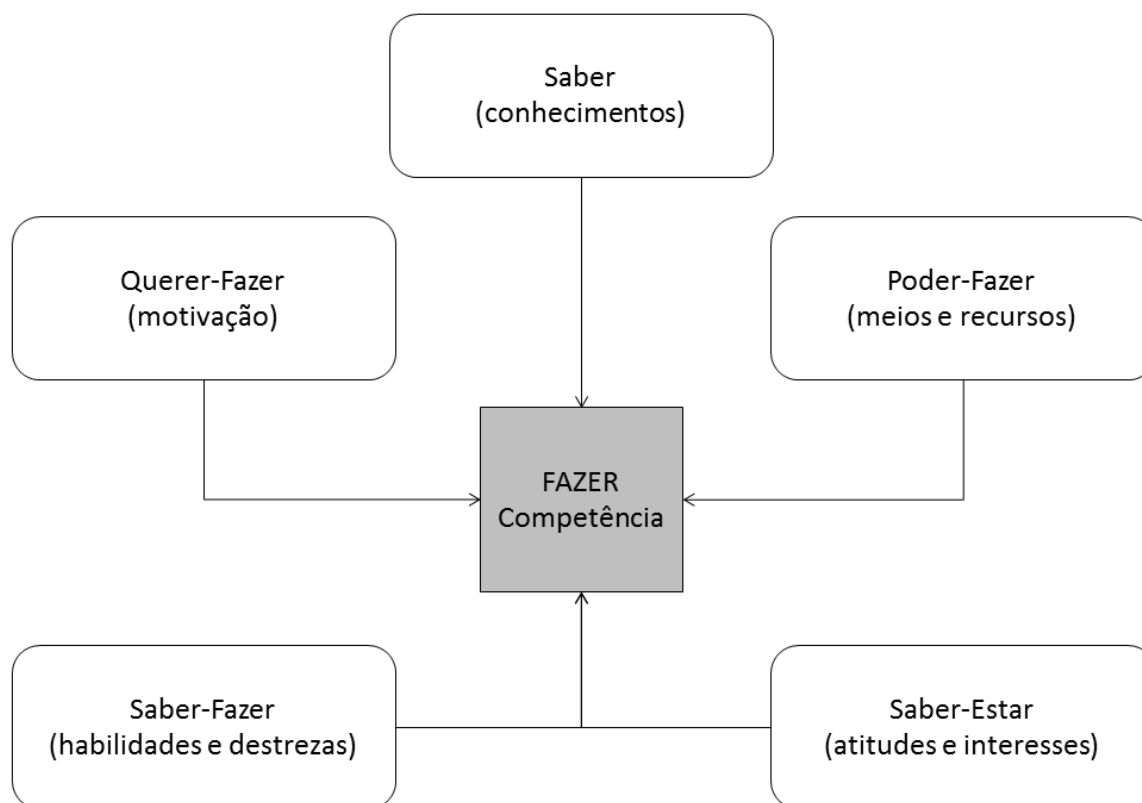 Saber
(conhecimentos)
Querer-Fazer
(motivação)
Poder-Fazer
(meios e recursos)
FAZER
Competência
Saber-Fazer
(habilidades e destrezas)
Saber-Estar
(atitudes e interesses)